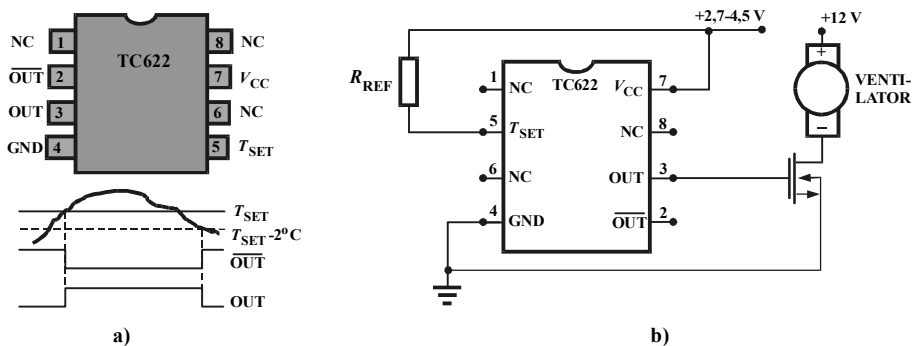 NC 1 8 NC
TC622
OUT 2 7 VCC
OUT 3 6 NC
GND 4 5 TSET
TSET
TSET-2°C
OUT
OUT
a)
+2,7-4,5 V
+12 V
RREF
1 NC
TC622
VCC 7
5 TSET
NC 8
6 NC
OUT 3
4 GND
OUT 2
+
VENTI-
LATOR
−
b)